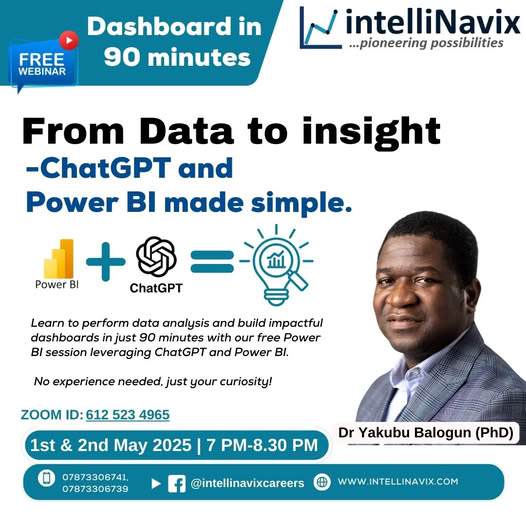 Dashboard in
90 minutes
FREE
WEBINAR
intelliNavix
...pioneering possibilities
From Data to insight
-ChatGPT and
Power BI made simple.
Power BI
ChatGPT
Learn to perform data analysis and build impactful
dashboards in just 90 minutes with our free Power
BI session leveraging ChatGPT and Power BI.
No experience needed, just your curiosity!
ZOOM ID: 612 523 4965
1st & 2nd May 2025 | 7 PM-8.30 PM
Dr Yakubu Balogun (PhD)
07873306741,
07873306739
@intellinavixcareers
WWW.INTELLINAVIX.COM